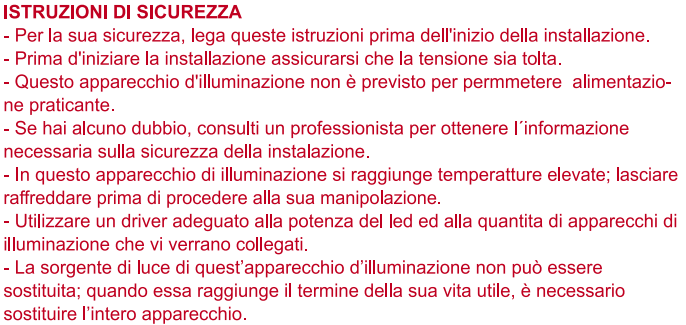 ISTRUZIONI DI SICUREZZA
- Per la sua sicurezza, lega queste istruzioni prima dell'inizio della installazione.
- Prima d'iniziare la installazione assicurarsi che la tensione sia tolta.
- Questo apparecchio d'illuminazione non è previsto per permmetere  alimentazio-
ne praticante.
- Se hai alcuno dubbio, consulti un professionista per ottenere l´informazione
necessaria sulla sicurezza della instalazione.
- In questo apparecchio di illuminazione si raggiunge temperatture elevate; lasciare
raffreddare prima di procedere alla sua manipolazione.
- Utilizzare un driver adeguato alla potenza del led ed alla quantita di apparecchi di
illuminazione che vi verrano collegati.
- La sorgente di luce di quest’apparecchio d’illuminazione non può essere
sostituita; quando essa raggiunge il termine della sua vita utile, è necessario
sostituire l’intero apparecchio.